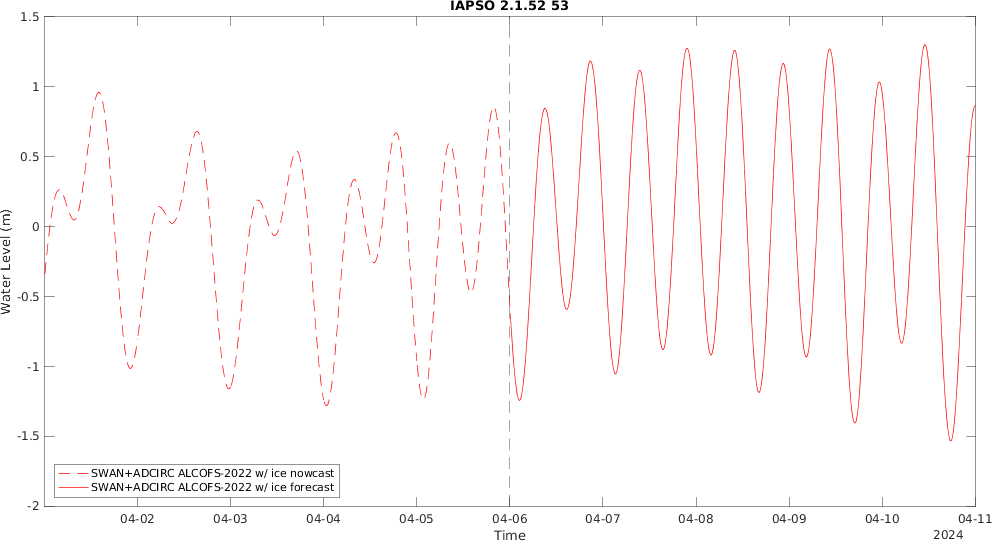 IAPSO 2.1.52 53
1.5
1
0.5
0
-0.5
-1
-1.5
-2
Water Level (m)
SWAN+ADCIRC ALCOFS-2022 w/ ice nowcast
SWAN+ADCIRC ALCOFS-2022 w/ ice forecast
04-02 04-03 04-04 04-05 04-06 04-07 04-08 04-09 04-10 04-11
Time
2024